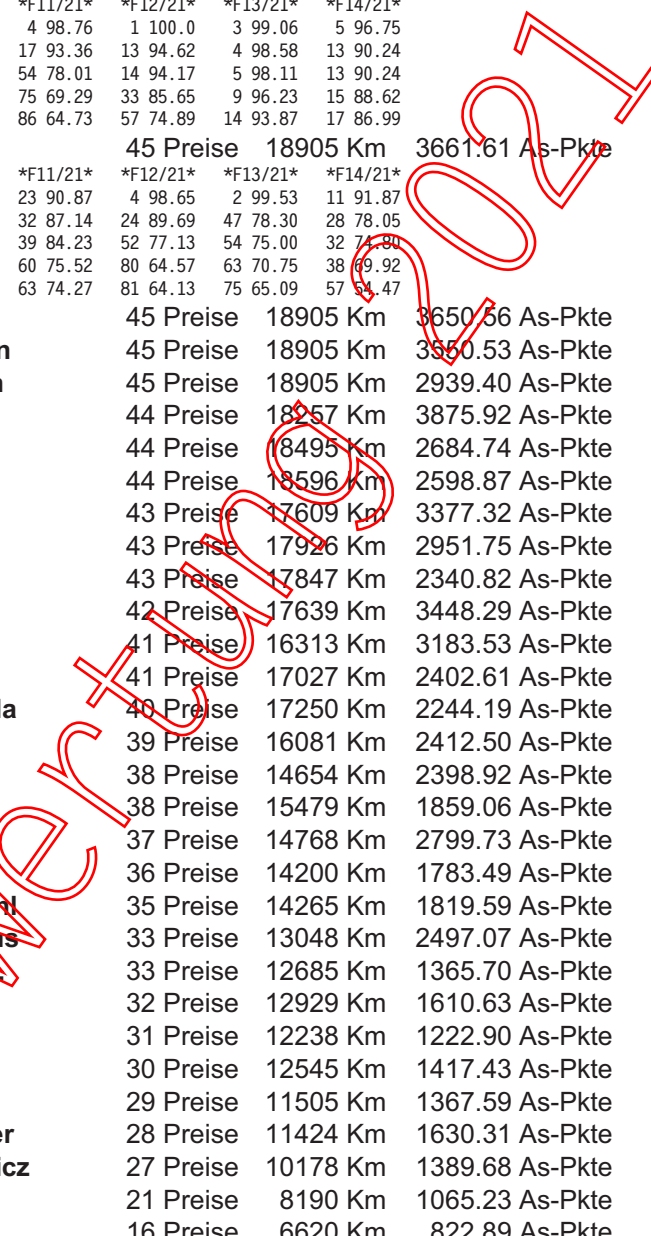 *F11/21* *F12/21* *F13/21* *F14/21*
4 98.76 1 100.0 3 99.06 5 96.75
17 93.36 13 94.62 4 98.58 13 90.24
54 78.01 14 94.17 5 98.11 13 90.24
75 69.29 33 85.65 9 96.23 15 88.62
86 64.73 57 74.89 14 93.87 17 86.99
45 Preise 18905 Km 3661.61 As-Pkte
*F11/21* *F12/21* *F13/21* *F14/21*
23 90.87 4 98.65 2 99.53 11 91.87
32 87.14 24 89.69 47 78.30 28 78.05
39 84.23 52 77.13 54 75.00 32 74.80
60 75.52 80 64.57 63 70.75 38 69.92
63 74.27 81 64.13 75 65.09 57 54.47
45 Preise 18905 Km 3650.56 As-Pkte
n 45 Preise 18905 Km 3550.53 As-Pkte
45 Preise 18905 Km 2939.40 As-Pkte
44 Preise 18257 Km 3875.92 As-Pkte
44 Preise 18495 Km 2684.74 As-Pkte
44 Preise 18596 Km 2598.87 As-Pkte
43 Preise 17609 Km 3377.32 As-Pkte
43 Preise 17926 Km 2951.75 As-Pkte
43 Preise 17847 Km 2340.82 As-Pkte
42 Preise 17639 Km 3448.29 As-Pkte
41 Preise 16313 Km 3183.53 As-Pkte
41 Preise 17027 Km 2402.61 As-Pkte
la 40 Preise 17250 Km 2244.19 As-Pkte
39 Preise 16081 Km 2412.50 As-Pkte
38 Preise 14654 Km 2398.92 As-Pkte
38 Preise 15479 Km 1859.06 As-Pkte
37 Preise 14768 Km 2799.73 As-Pkte
36 Preise 14200 Km 1783.49 As-Pkte
hl 35 Preise 14265 Km 1819.59 As-Pkte
us 33 Preise 13048 Km 2497.07 As-Pkte
33 Preise 12685 Km 1365.70 As-Pkte
32 Preise 12929 Km 1610.63 As-Pkte
31 Preise 12238 Km 1222.90 As-Pkte
30 Preise 12545 Km 1417.43 As-Pkte
29 Preise 11505 Km 1367.59 As-Pkte
er 28 Preise 11424 Km 1630.31 As-Pkte
icz 27 Preise 10178 Km 1389.68 As-Pkte
21 Preise 8190 Km 1065.23 As-Pkte
16 Preise 6620 Km 822.89 As-Pkte
wertung 2021